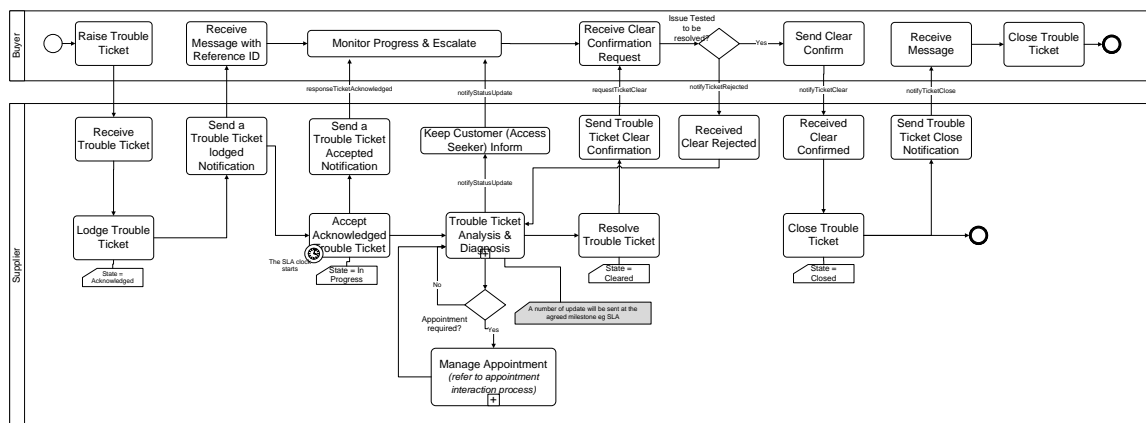 Buyer
Raise Trouble
Ticket
Receive
Message with
Reference ID
Monitor Progress & Escalate
Receive Clear
Confirmation
Request
Issue Tested
to be
resolved?
Yes
Send Clear
Confirm
Receive
Message
Close Trouble
Ticket
responseTicketAcknowledged
notifyStatusUpdate
requestTicketClear
notifyTicketRejected
notifyTicketClear
notifyTicketClose
Supplier
Receive
Trouble Ticket
Send a
Trouble Ticket
lodged
Notification
Send a
Trouble Ticket
Accepted
Notification
Keep Customer (Access
Seeker) Inform
Send Trouble
Ticket Clear
Confirmation
Received
Clear Rejected
Received
Clear
Confirmed
Send Trouble
Ticket Close
Notification
notifyStatusUpdate
Lodge Trouble
Ticket
Accept
Acknowledged
Trouble Ticket
Trouble Ticket
Analysis &
Diagnosis
Resolve
Trouble Ticket
Close Trouble
Ticket
The SLA clock
starts
State =
Acknowledged
State = In
Progress
State =
Cleared
State =
Closed
No
Appointment
required?
Yes
A number of update will be sent at the
agreed milestone eg SLA
Manage Appointment
(refer to appointment
interaction process)